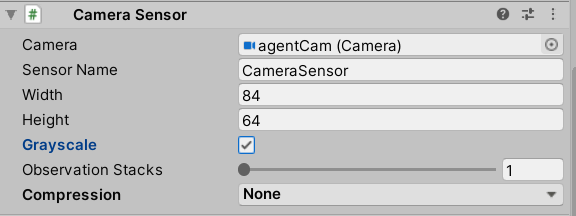 # Camera Sensor
Camera agentCam (Camera)
Sensor Name CameraSensor
Width 84
Height 64
Grayscale
Observation Stacks 1
Compression None